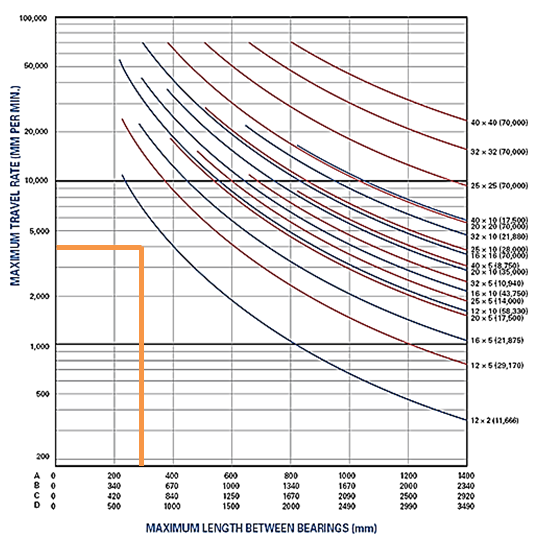 MAXIMUM TRAVEL RATE (MM PER MIN.)
100,000
50,000
20,000
10,000
5,000
2,000
1,000
500
200
40 × 40 (70,000)
32 × 32 (70,000)
25 × 25 (70,000)
40 × 10 (17,500)
20 × 20 (70,000)
32 × 10 (21,880)
25 × 10 (28,000)
16 × 16 (70,000)
40 × 5 (8,750)
20 × 10 (35,000)
32 × 5 (10,940)
16 × 10 (43,750)
25 × 5 (14,000)
12 × 10 (58,330)
20 × 5 (17,500)
16 × 5 (21,875)
12 × 5 (29,170)
12 × 2 (11,666)
A 0 200 400 600 800 1000 1200 1400
B 0 340 670 1000 1340 1670 2000 2340
C 0 420 840 1250 1670 2090 2500 2920
D 0 500 1000 1500 2000 2490 2990 3490
MAXIMUM LENGTH BETWEEN BEARINGS (mm)